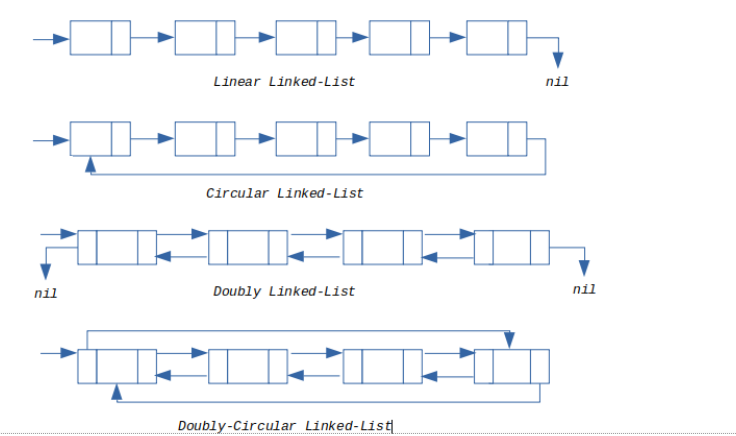 Linear Linked-List
nil
Circular Linked-List
nil
Doubly Linked-List
nil
Doubly-Circular Linked-List